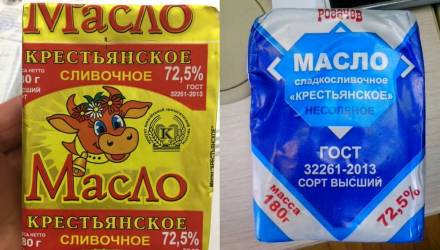 Масло
КРЕСТЬЯНСКОЕ
СЛИВОЧНОЕ 72,5%
ГОСТ
32261-2013
Масло
КРЕСТЬЯНСКОЕ
СЛИВОЧНОЕ 72,5%
РОГАЧЕВ
МАСЛО
СЛАДКОСЛИВОЧНОЕ
«КРЕСТЬЯНСКОЕ»
НЕСОЛЕНОЕ
ГОСТ
32261-2013
СОРТ ВЫСШИЙ
масса
180г
72,5%